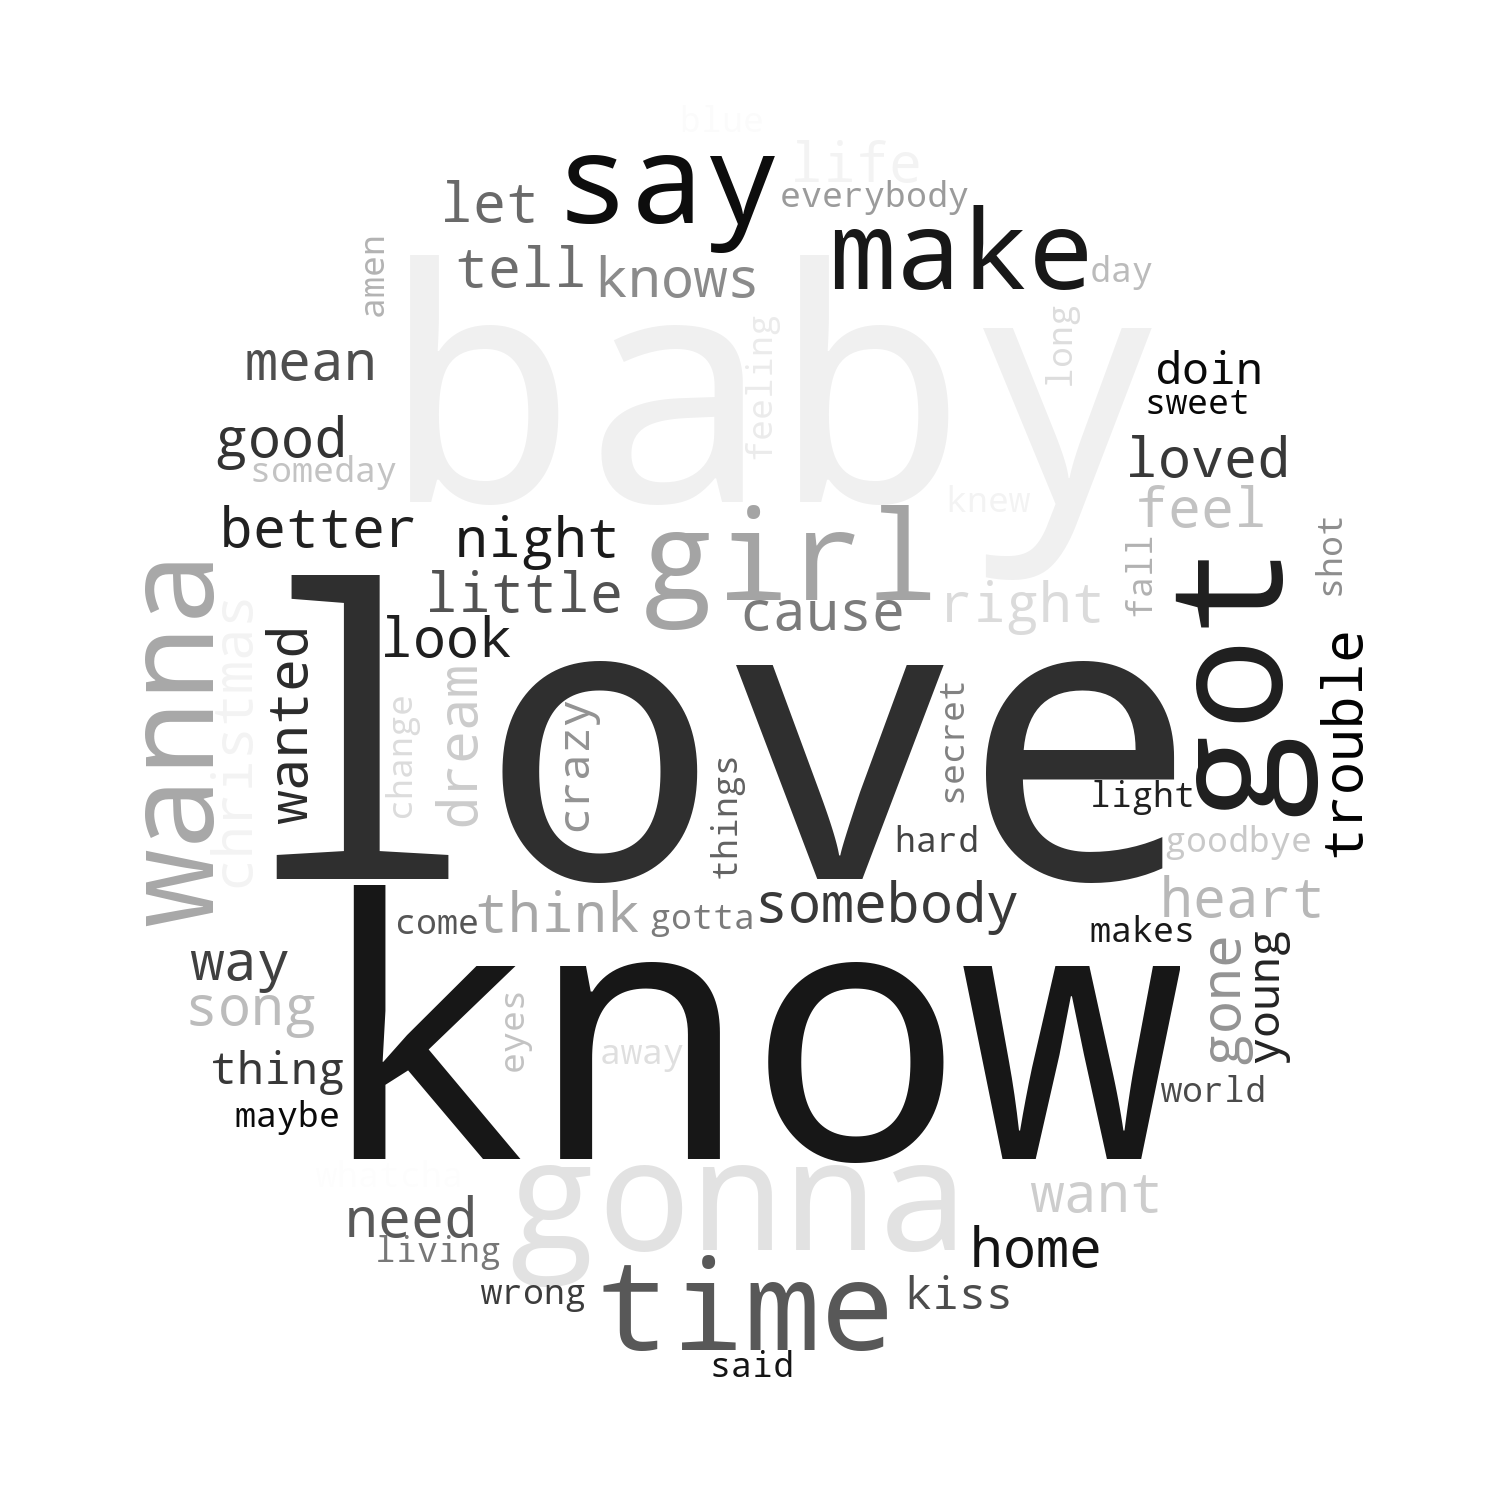 blue
say
life
let
everybody
make
amen
tell
knows
day
baby
feeling
long
mean
doin
sweet
good
loved
someday
feel
knew
better
night
girl
got
shot
fall
wanna
little
right
cause
christmas
wanted
look
love
trouble
change
dream
crazy
things
secret
light
hard
goodbye
know
come
think
gotta
somebody
heart
makes
way
song
gone
young
eyes
away
thing
world
maybe
whatcha
gonna
want
need
living
home
wrong
time
kiss
said